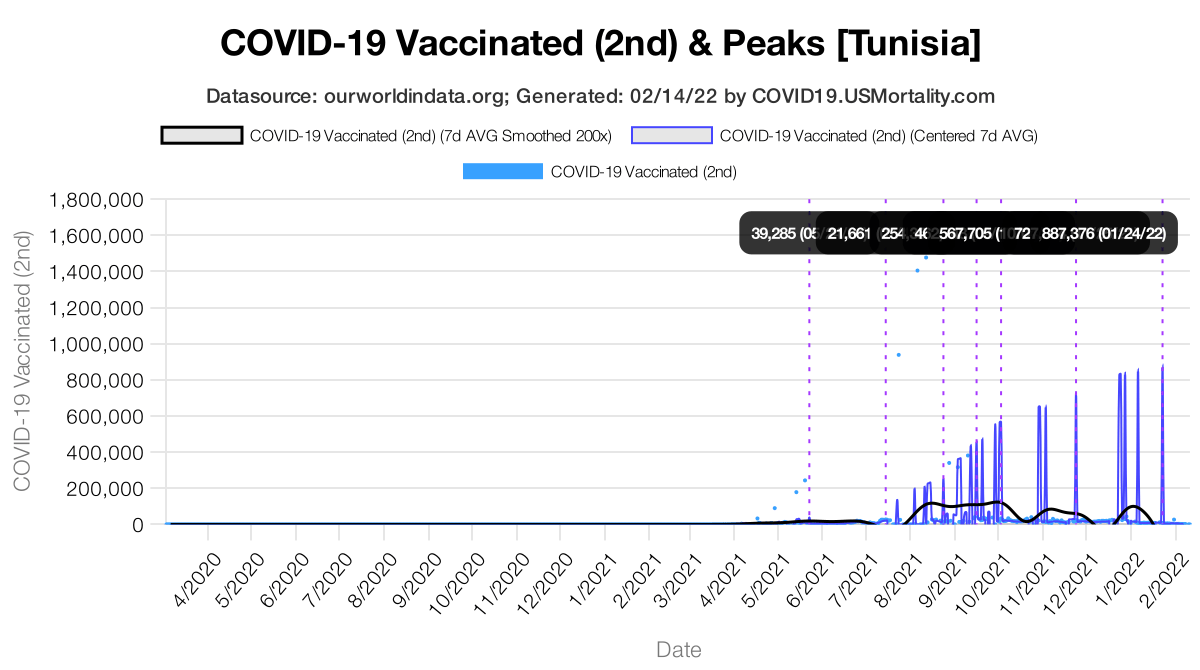 COVID-19 Vaccinated (2nd) & Peaks [Tunisia]
Datasource: ourworldindata.org; Generated: 02/14/22 by COVID19.USMortality.com
COVID-19 Vaccinated (2nd) (7d AVG Smoothed 200x) COVID-19 Vaccinated (2nd) (Centered 7d AVG)
COVID-19 Vaccinated (2nd)
COVID-19 Vaccinated (2nd)
1,800,000
1,600,000
1,400,000
1,200,000
1,000,000
800,000
600,000
400,000
200,000
0
39,285 21,661 567,705 887,376 (01/24/22)
4/2020 5/2020 6/2020 7/2020 8/2020 9/2020 10/2020 11/2020 12/2020 1/2021 2/2021 3/2021 4/2021 5/2021 6/2021 7/2021 8/2021 9/2021 10/2021 11/2021 12/2021 1/2022 2/2022
Date